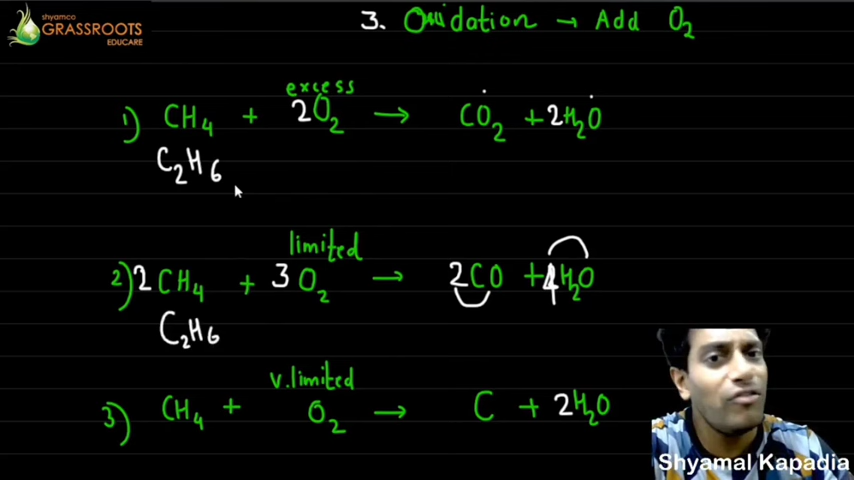 shyamco
GRASSROOTS
EDUCARE
3. Oxidation → Add O₂
excess
1) CH₄ + 2O₂ → CO₂ + 2H₂O
C₂H₆
limited
2) 2CH₄ + 3O₂ → 2CO + 4H₂O
C₂H₆
v.limited
3) CH₄ + O₂ → C + 2H₂O
Shyamal Kapadia